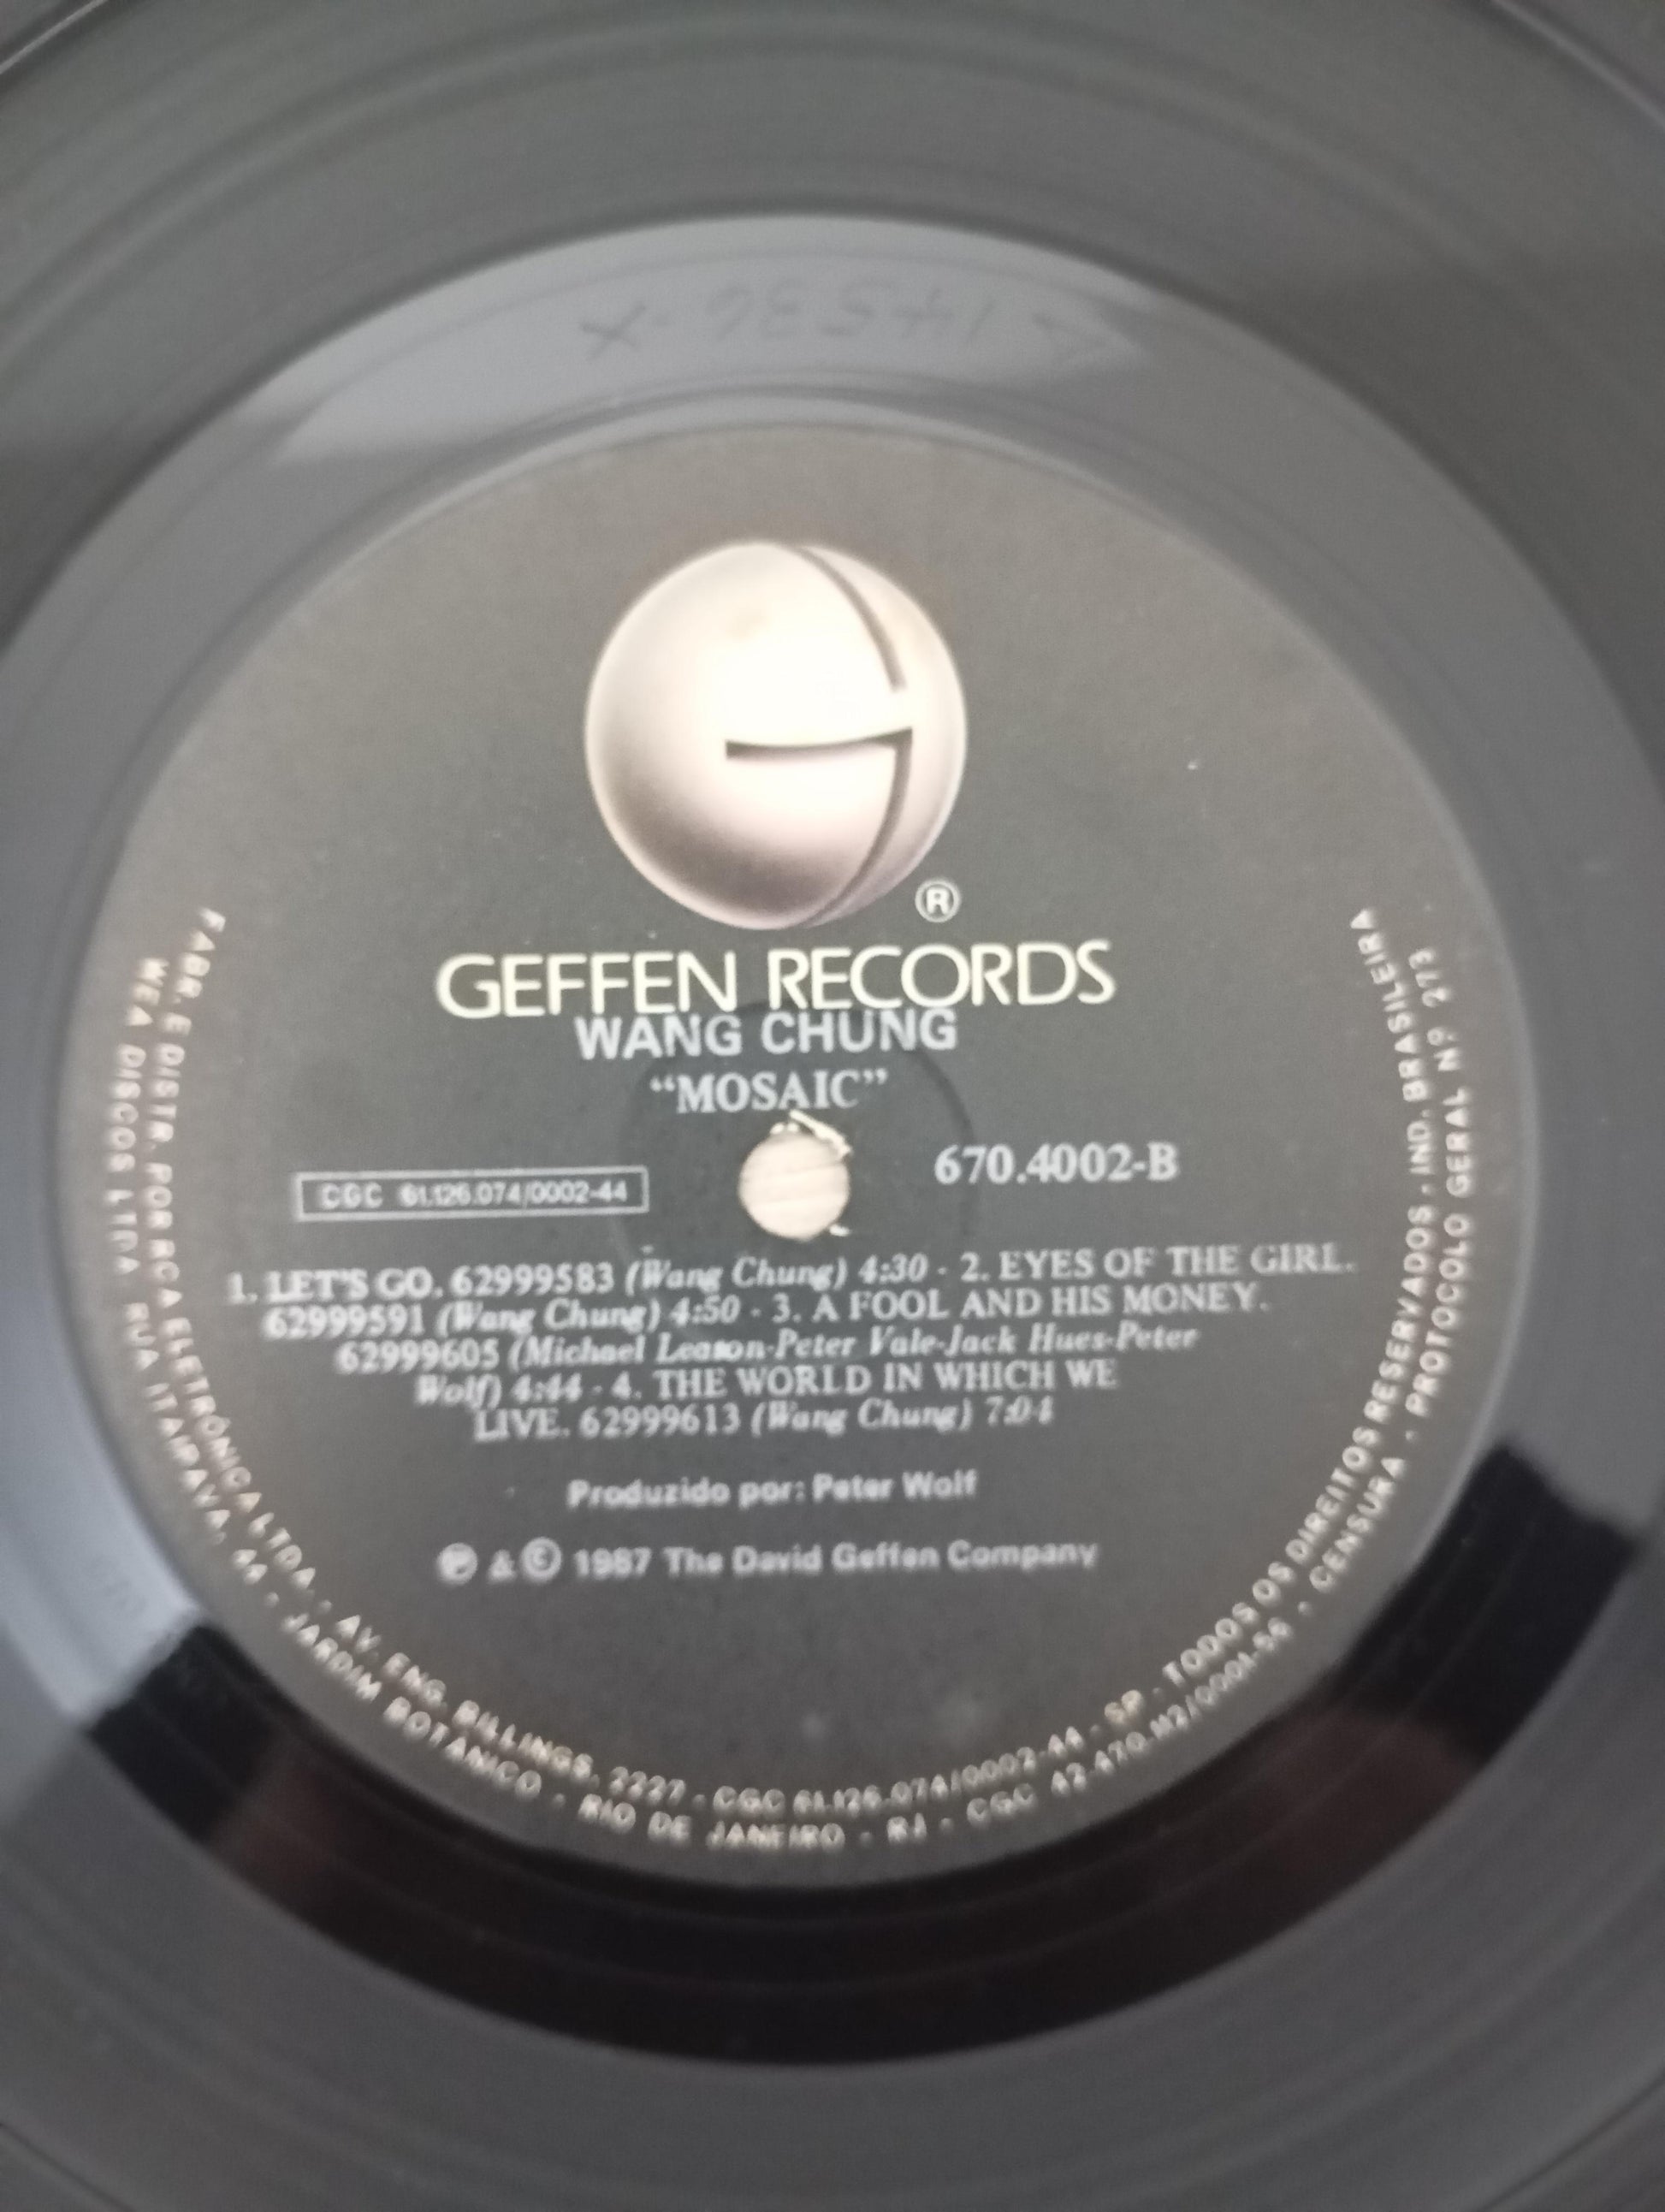 ®
GEFFEN RECORDS
WANG CHUNG
“MOSAIC”
CGC 61.126.074/0002-44
670.4002-B
1. LET'S GO. 62999583 (Wang Chung) 4:30 - 2. EYES OF THE GIRL.
62999591 (Wang Chung) 4:50 - 3. A FOOL AND HIS MONEY.
62999605 (Michael Leason-Peter Vale-Jack Hues-Peter
Wolf) 4:44 - 4. THE WORLD IN WHICH WE
LIVE. 62999613 (Wang Chung) 7:04
Produzido por: Peter Wolf
℗ & © 1987 The David Geffen Company
FABR. E DISTR. POR RCA ELETRÔNICA LTDA. - AV. ENG. BILLINGS, 2227 - CGC 61.126.074/0002-44 - SP - TODOS OS DIREITOS RESERVADOS - IND. BRASILEIRA
WEA DISCOS LTDA RUA ITAIPAVA, 44 - JARDIM BOTÂNICO - RIO DE JANEIRO - RJ - CGC 42.470.112/0001-56 - CENSURA - PROTOCOLO GERAL Nº 273